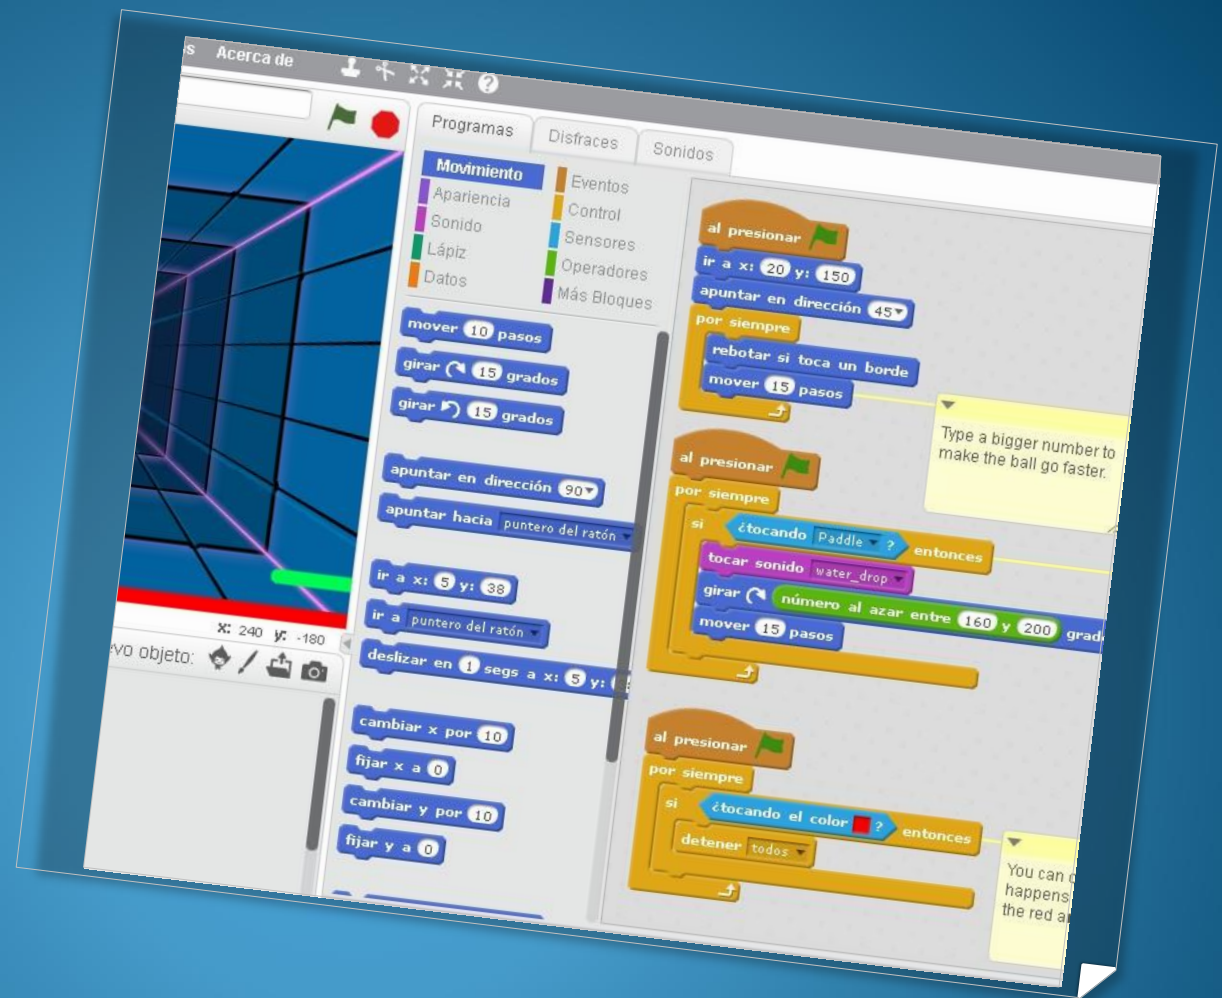 s Acerca de
Programas
Disfraces
Sonidos
Movimiento
Apariencia
Sonido
Lápiz
Datos
Eventos
Control
Sensores
Operadores
Más Bloques
mover 10 pasos
girar 15 grados
girar 15 grados
apuntar en dirección 90
apuntar hacia puntero del ratón
ir a x: 5 y: 38
ir a puntero del ratón
deslizar en 1 segs a x: 5 y:
cambiar x por 10
fijar x a 0
cambiar y por 10
fijar y a 0
x: 240 y: -180
vo objeto:
al presionar
ir a x: 20 y: 150
apuntar en dirección 45
por siempre
rebotar si toca un borde
mover 15 pasos
Type a bigger number to
make the ball go faster.
al presionar
por siempre
si ¿tocando Paddle ? entonces
tocar sonido water_drop
girar número al azar entre 160 y 200 grad
mover 15 pasos
al presionar
por siempre
si ¿tocando el color ? entonces
detener todos
You can
happens
the red a